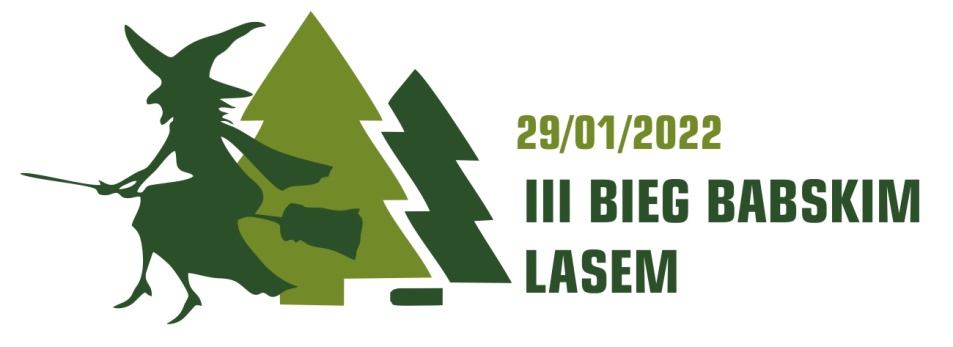 29/01/2022
III BIEG BABSKIM
LASEM